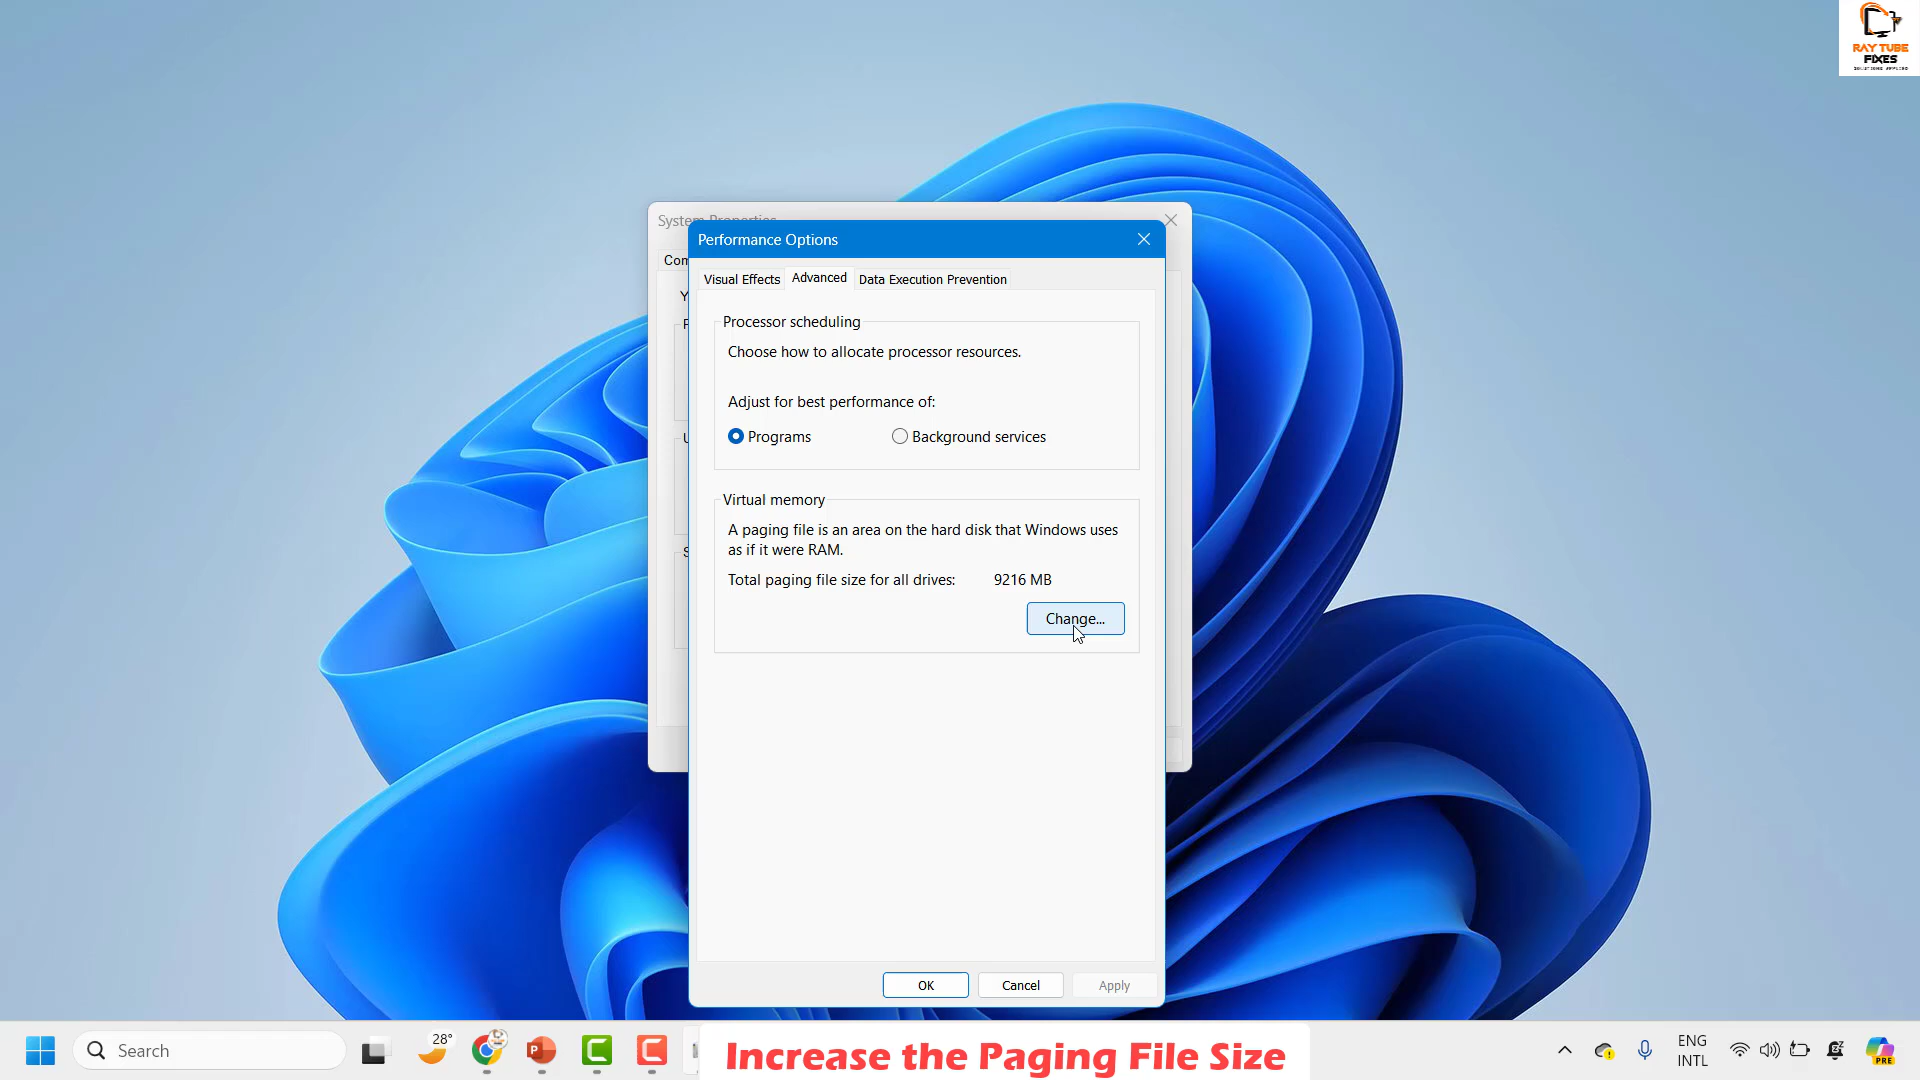 RAY TUBE
FIXES
System Properties
Performance Options
Visual Effects
Advanced
Data Execution Prevention
Processor scheduling
Choose how to allocate processor resources.
Adjust for best performance of:
Programs
Background services
Virtual memory
A paging file is an area on the hard disk that Windows uses
as if it were RAM.
Total paging file size for all drives: 9216 MB
Change...
OK
Cancel
Apply
Search
28°
Increase the Paging File Size
ENG
INTL
PRE